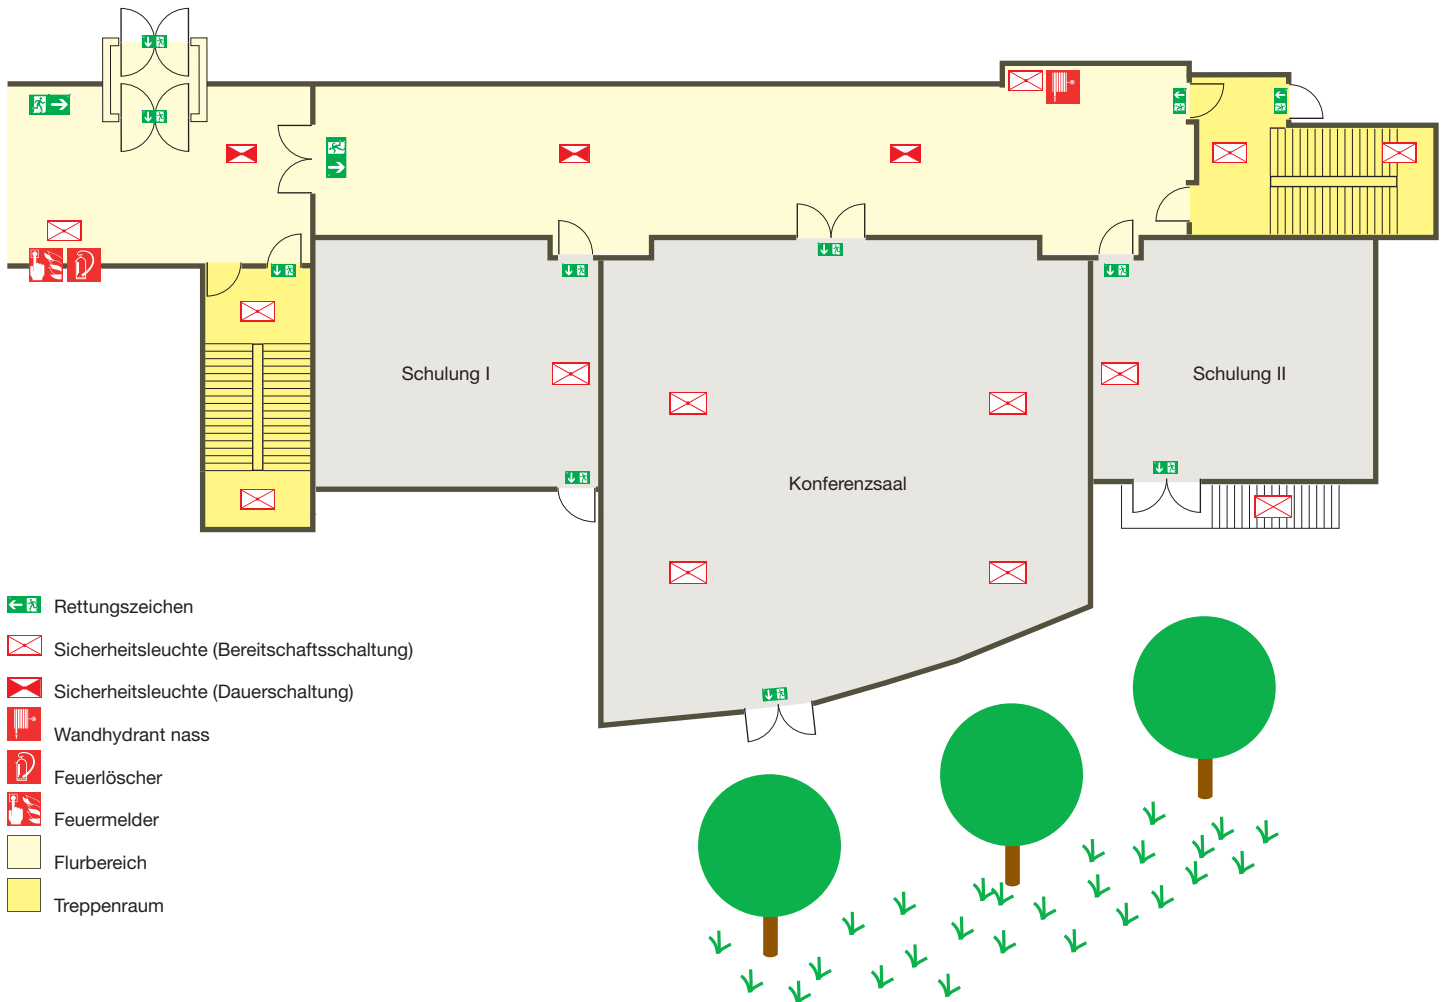 Schulung I
Schulung II
Konferenzsaal
Rettungszeichen
Sicherheitsleuchte (Bereitschaftsschaltung)
Sicherheitsleuchte (Dauerschaltung)
Wandhydrant nass
Feuerlöscher
Feuermelder
Flurbereich
Treppenraum